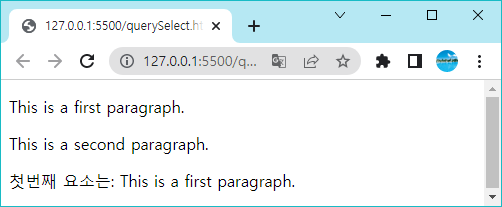 127.0.0.1:5500/querySelect.ht
127.0.0.1:5500/q...
This is a first paragraph.
This is a second paragraph.
첫번째 요소는: This is a first paragraph.